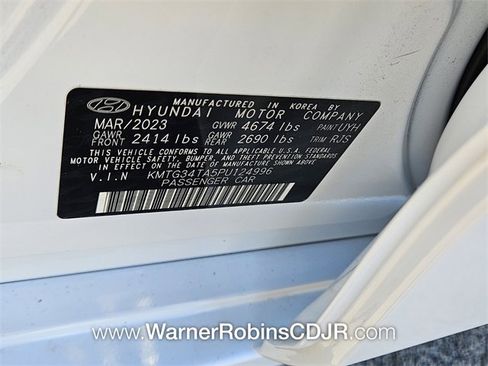 MANUFACTURED IN KOREA BY
HYUNDAI MOTOR COMPANY
MAR/2023 GVWR 4674 lbs PAINT UYH
GAWR FRONT 2414 lbs GAWR REAR 2690 lbs TRIM RJS
THIS VEHICLE CONFORMS TO ALL APPLICABLE U.S. FEDERAL
MOTOR VEHICLE SAFETY, BUMPER, AND THEFT PREVENTION STANDARDS
IN EFFECT ON THE DATE OF MANUFACTURE SHOWN ABOVE.
V.I.N KMTG34TA5PU124996
PASSENGER CAR
www.WarnerRobinsCDJR.com